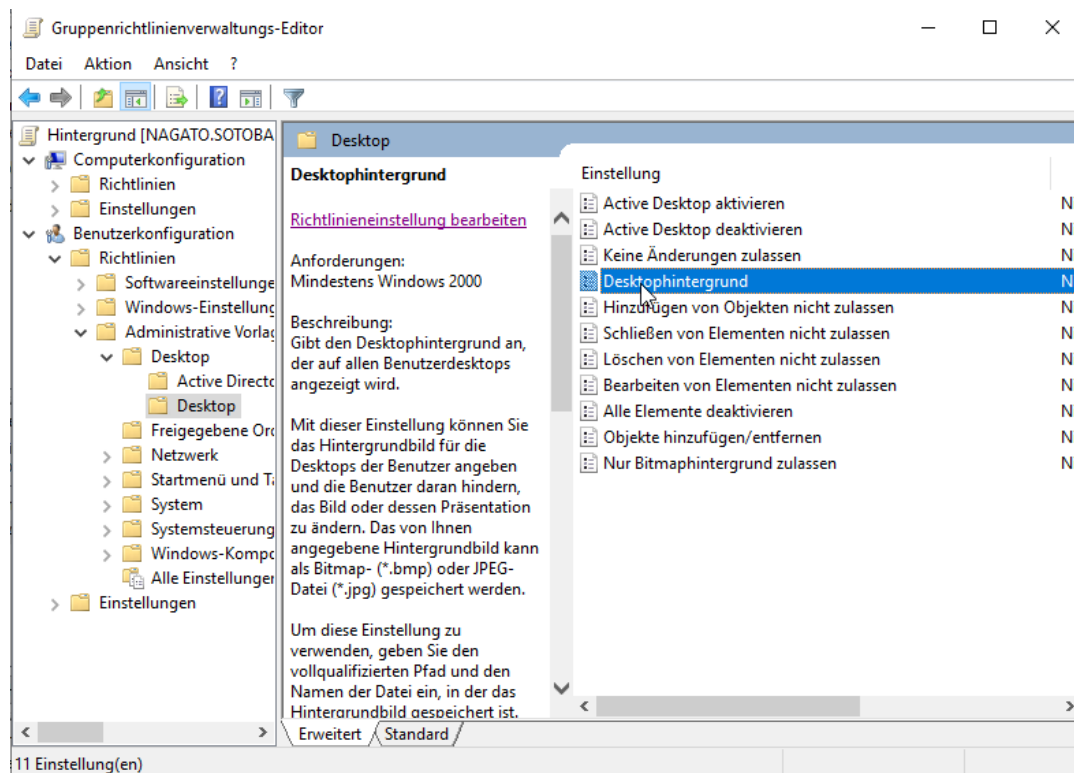 Gruppenrichtlinienverwaltungs-Editor
Datei Aktion Ansicht ?
Hintergrund [NAGATO.SOTOBA
Computerkonfiguration
Richtlinien
Einstellungen
Benutzerkonfiguration
Richtlinien
Softwareeinstellunge
Windows-Einstellung
Administrative Vorlag
Desktop
Active Directo
Desktop
Freigegebene Ord
Netzwerk
Startmenü und Ta
System
Systemsteuerung
Windows-Kompo
Alle Einstellungen
Einstellungen
Desktop
Desktophintergrund
Richtlinieneinstellung bearbeiten
Anforderungen:
Mindestens Windows 2000
Beschreibung:
Gibt den Desktophintergrund an,
der auf allen Benutzerdesktops
angezeigt wird.
Mit dieser Einstellung können Sie
das Hintergrundbild für die
Desktops der Benutzer angeben
und die Benutzer daran hindern,
das Bild oder dessen Präsentation
zu ändern. Das von Ihnen
angegebene Hintergrundbild kann
als Bitmap- (*.bmp) oder JPEG-
Datei (*.jpg) gespeichert werden.
Um diese Einstellung zu
verwenden, geben Sie den
vollqualifizierten Pfad und den
Namen der Datei ein, in der das
Hintergrundbild gespeichert ist.
Einstellung
Active Desktop aktivieren N
Active Desktop deaktivieren N
Keine Änderungen zulassen N
Desktophintergrund N
Hinzufügen von Objekten nicht zulassen N
Schließen von Elementen nicht zulassen N
Löschen von Elementen nicht zulassen N
Bearbeiten von Elementen nicht zulassen N
Alle Elemente deaktivieren N
Objekte hinzufügen/entfernen N
Nur Bitmaphintergrund zulassen N
Erweitert Standard
11 Einstellung(en)